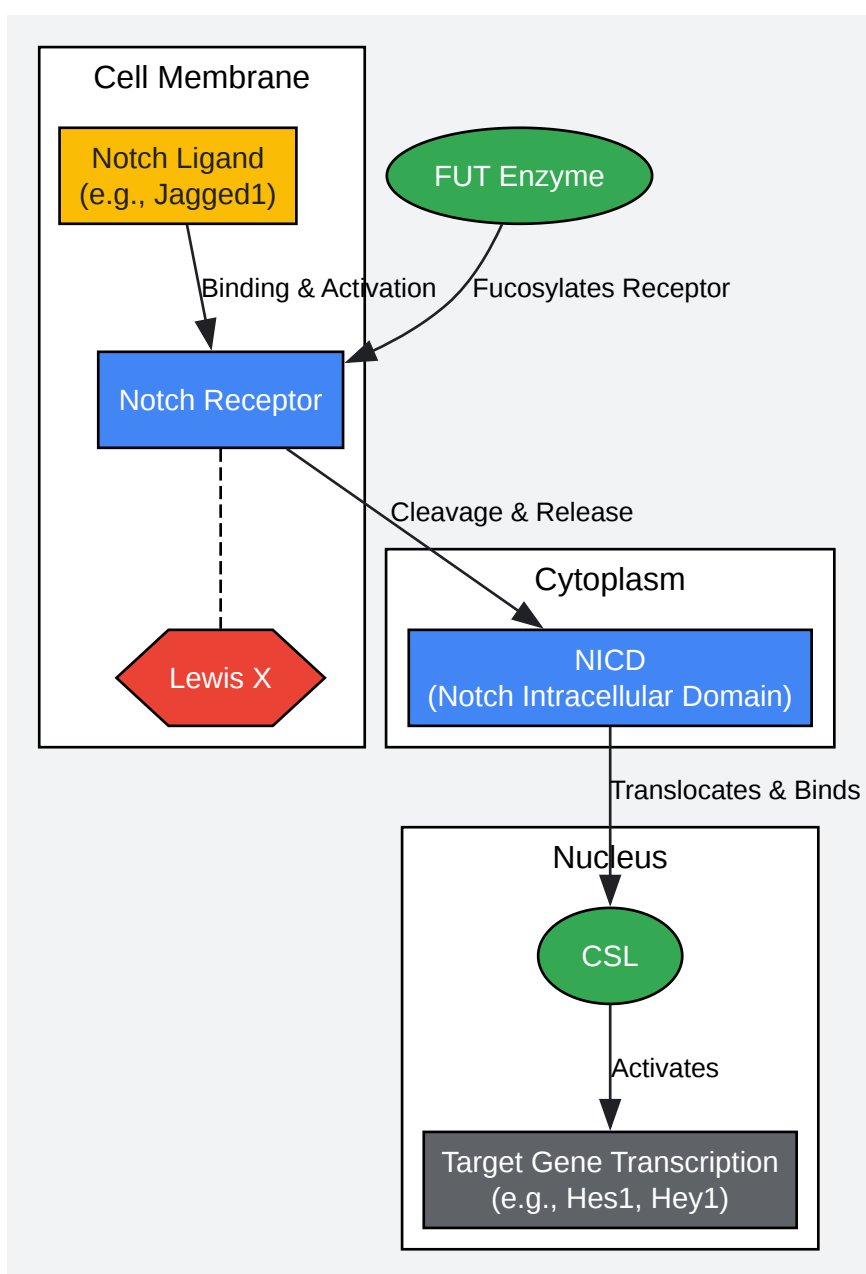 Cell Membrane
Notch Ligand
(e.g., Jagged1)
FUT Enzyme
Binding & Activation
Fucosylates Receptor
Notch Receptor
Cleavage & Release
Cytoplasm
Lewis X
NICD
(Notch Intracellular Domain)
Translocates & Binds
Nucleus
CSL
Activates
Target Gene Transcription
(e.g., Hes1, Hey1)